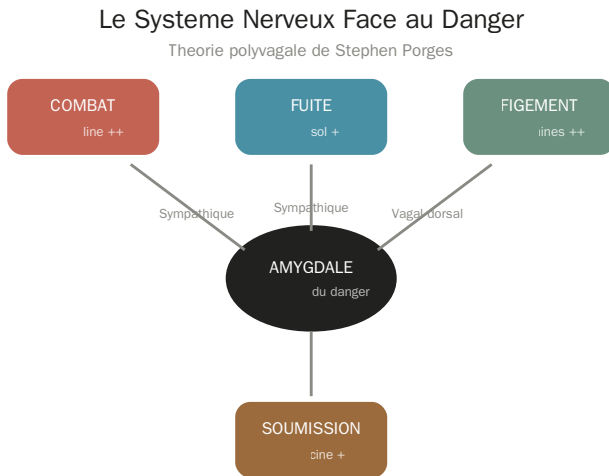 Le Systeme Nerveux Face au Danger
Theorie polyvagale de Stephen Porges
COMBAT
line ++
FUITE
sol +
FIGEMENT
ines ++
Sympathique
Sympathique
Vagal dorsal
AMYGDALE
du danger
SOUMISSION
cine +